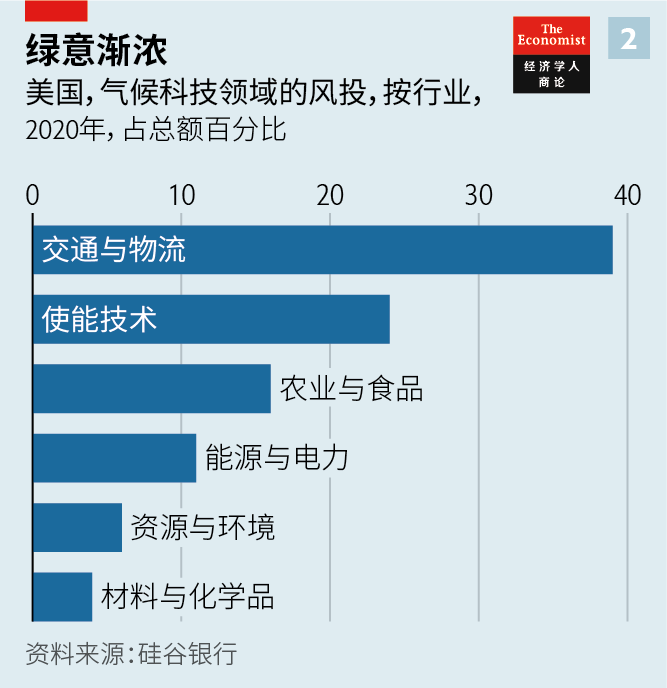 绿意渐浓
The
Economist
经济学人
商论
2
美国，气候科技领域的风投，按行业，
2020年，占总额百分比
0 10 20 30 40
交通与物流
使能技术
农业与食品
能源与电力
资源与环境
材料与化学品
资料来源：硅谷银行